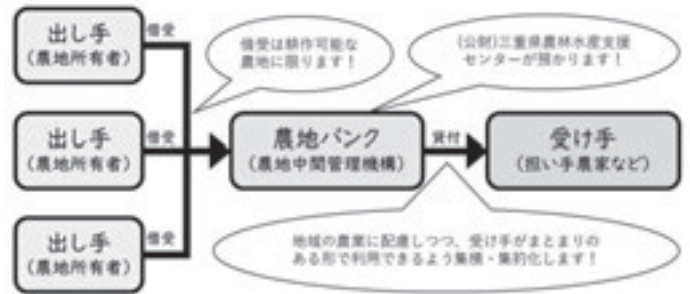 出し手
(農地所有者)
借受
借受は耕作可能な
農地に限ります！
(公財)三重県農林水産支援
センターが預かります！
出し手
(農地所有者)
借受
農地バンク
(農地中間管理機構)
貸付
受け手
(担い手農家など)
出し手
(農地所有者)
借受
地域の農業に配慮しつつ、受け手がまとまりの
ある形で利用できるよう集積・集約化します！